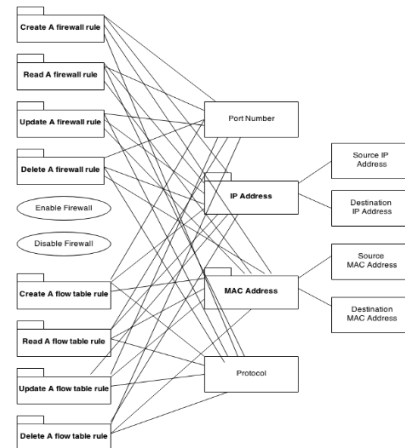 Create A firewall rule
Read A firewall rule
Update A firewall rule
Delete A firewall rule
Enable Firewall
Disable Firewall
Create A flow table rule
Read A flow table rule
Update A flow table rule
Delete A flow table rule
Port Number
IP Address
MAC Address
Protocol
Source IP
Address
Destination
IP Address
Source
MAC Address
Destination
MAC Address